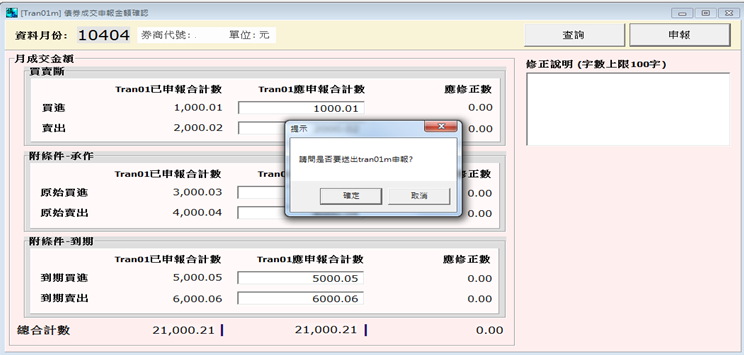 [Tran01m] 債券成交申報金額確認
資料月份: 10404 券商代號: 單位: 元 查詢 申報
月成交金額 修正說明 (字數上限100字)
買賣斷
Tran01已申報合計數 Tran01應申報合計數 應修正數
買進 1,000.01 1000.01 0.00
賣出 2,000.02 0.00
提示
請問是否要送出tran01m申報?
確定 取消
附條件-承作
Tran01已申報合計數 應修正數
原始買進 3,000.03 0.00
原始賣出 4,000.04 0.00
附條件-到期
Tran01已申報合計數 Tran01應申報合計數 應修正數
到期買進 5,000.05 5000.05 0.00
到期賣出 6,000.06 6000.06 0.00
總合計數 21,000.21 21,000.21 0.00